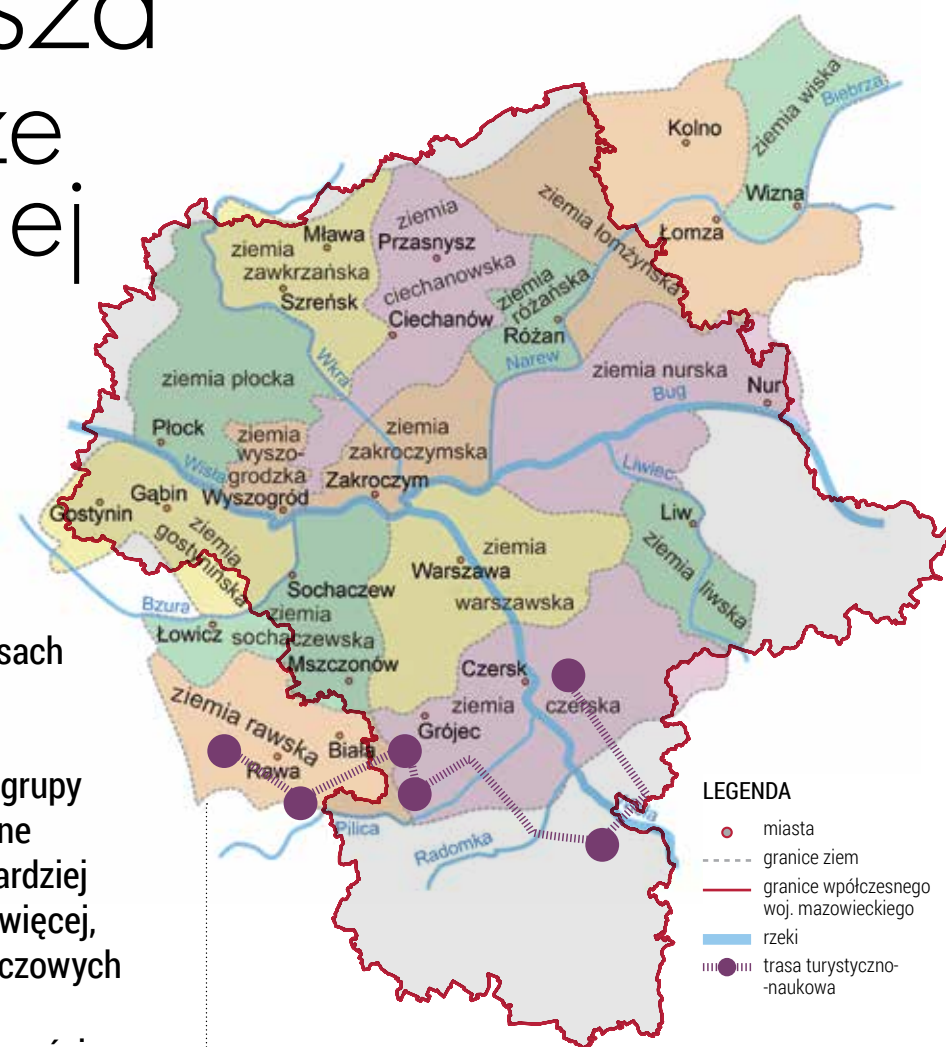 sza
ze
ej
sach
grupy
ne
ardziej
więcej,
czowych
Kolno
ziemia wiska
Biebrza
Wizna
Łomża
ziemia łomżyńska
ziemia
zawkrzańska
Mława
Szreńsk
ziemia
Przasnysz
ciechanowska
Ciechanów
ziemia
różańska
Różan
Narew
Wkra
ziemia płocka
Płock
ziemia
wyszo-
grodzka
Wyszogród
Wisła
ziemia
zakroczymska
Zakroczym
ziemia nurska
Bug
Nur
Liwiec
Liw
ziemia liwska
Gostynin
Gąbin
ziemia
gostynińska
Bzura
Sochaczew
ziemia
sochaczewska
Łowicz
Mszczonów
ziemia
Warszawa
warszawska
Czersk
ziemia czerska
Grójec
ziemia rawska
Biała
Rawa
Pilica
Radomka
LEGENDA
miasta
granice ziem
granice wpółczesnego
woj. mazowieckiego
rzeki
trasa turystyczno-
-naukowa